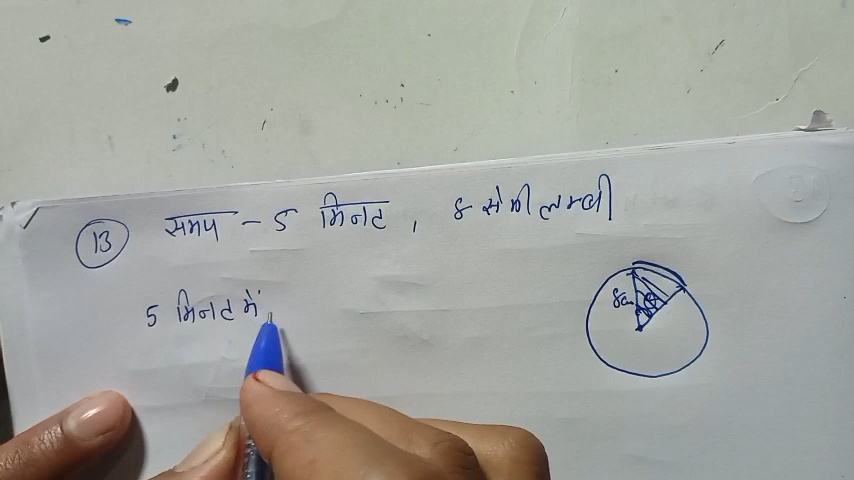 13 समय - 5 मिनट, 8 सेमी लम्बी
8cm
5 मिनट में